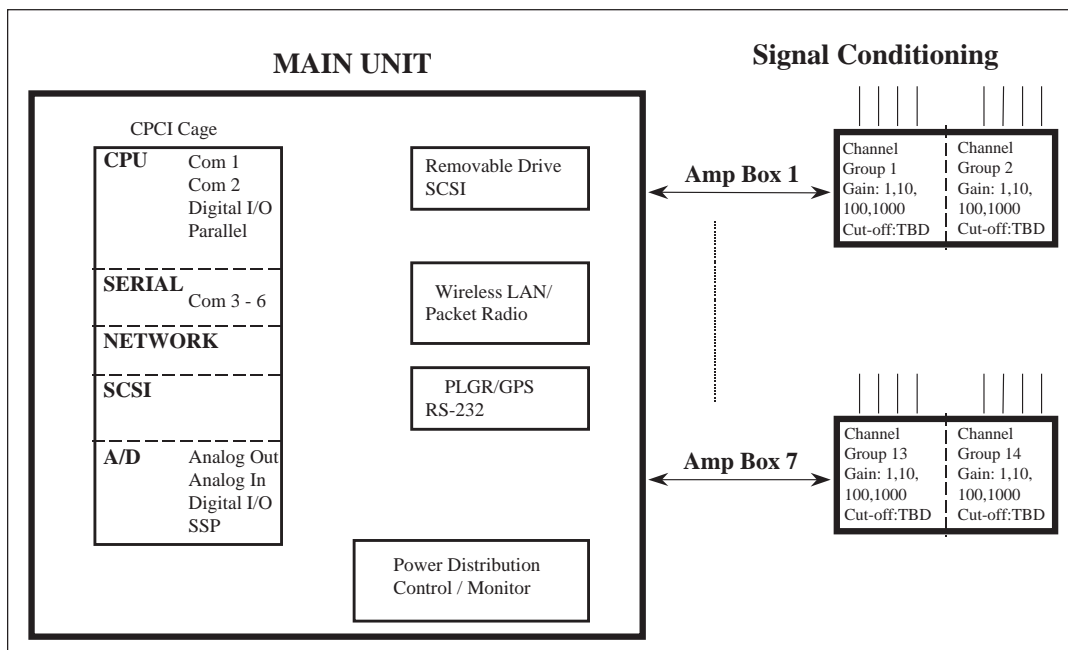 MAIN UNIT
Signal Conditioning
CPCI Cage
CPU
Com 1
Com 2
Digital I/O
Parallel
SERIAL
Com 3 - 6
NETWORK
SCSI
A/D
Analog Out
Analog In
Digital I/O
SSP
Removable Drive
SCSI
Wireless LAN/
Packet Radio
PLGR/GPS
RS-232
Power Distribution
Control / Monitor
Amp Box 1
Channel
Group 1
Gain: 1,10,
100,1000
Cut-off:TBD
Channel
Group 2
Gain: 1,10,
100,1000
Cut-off:TBD
Amp Box 7
Channel
Group 13
Gain: 1,10,
100,1000
Cut-off:TBD
Channel
Group 14
Gain: 1,10,
100,1000
Cut-off:TBD